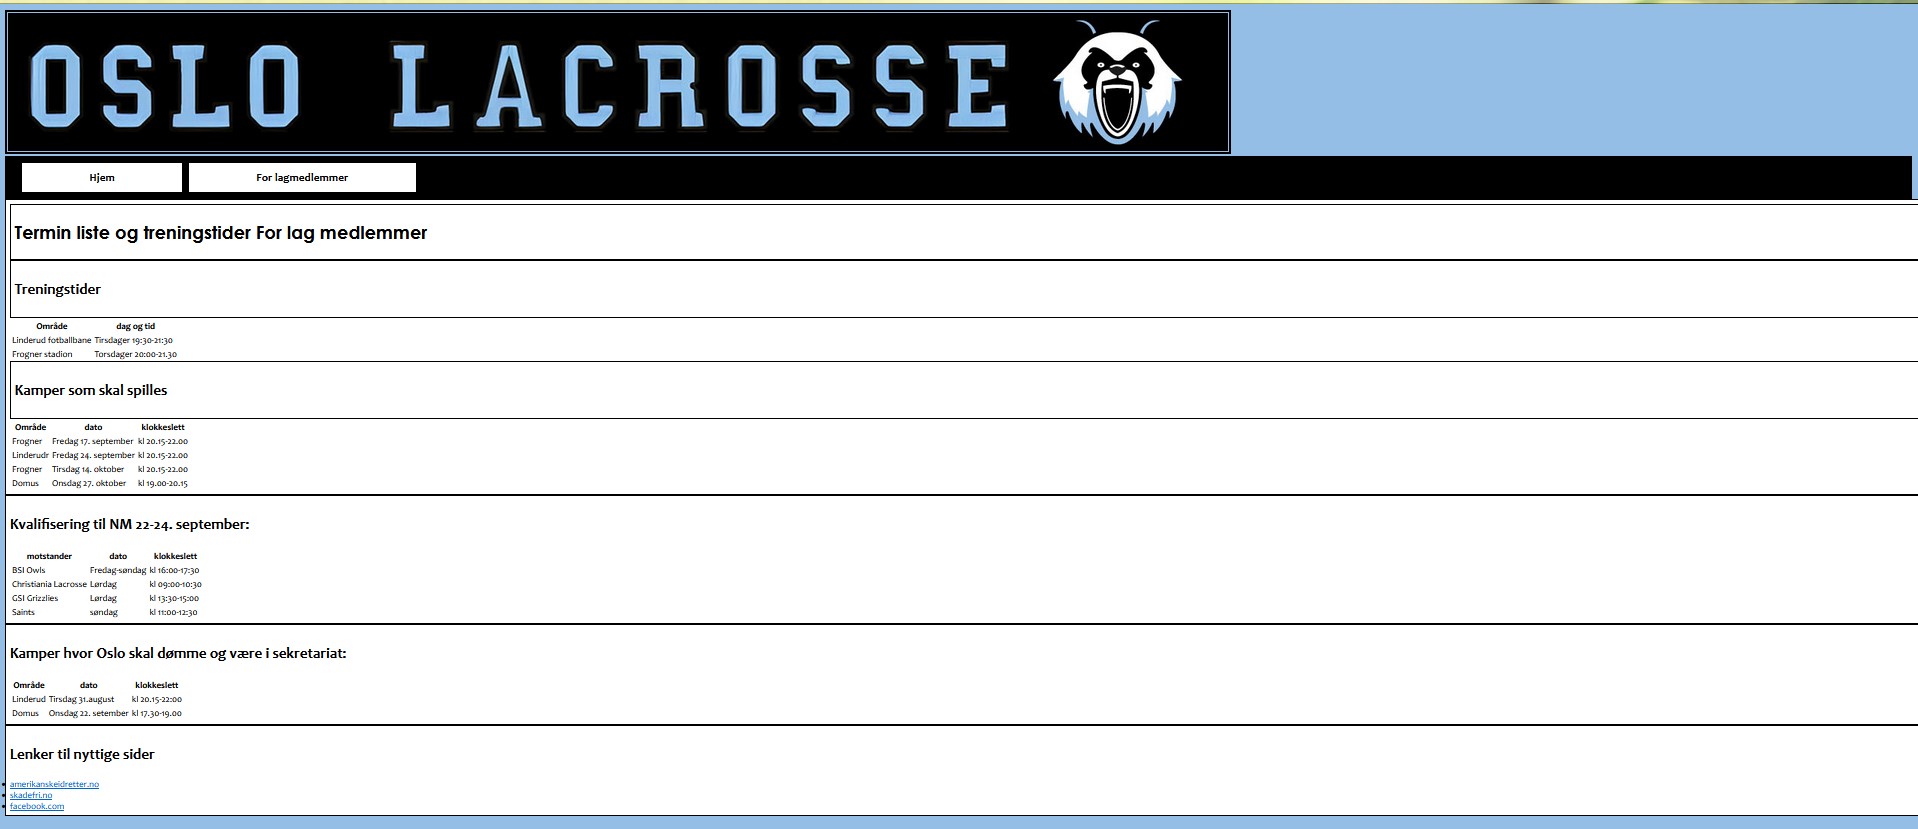 OSLO LACROSSE
Hjem For lagmedlemmer
Termin liste og treningstider For lag medlemmer
Treningstider
Område dag og tid
Linderud fotballbane Tirsdager 19:30-21:30
Frogner stadion Torsdager 20:00-21.30
Kamper som skal spilles
Område dato klokkeslett
Frogner Fredag 17. september kl 20.15-22.00
Linderudr Fredag 24. september kl 20.15-22.00
Frogner Tirsdag 14. oktober kl 20.15-22.00
Domus Onsdag 27. oktober kl 19.00-20.15
Kvalifisering til NM 22-24. september:
motstander dato klokkeslett
BSI Owls Fredag-søndag kl 16:00-17:30
Christiania Lacrosse Lørdag kl 09:00-10:30
GSI Grizzlies Lørdag kl 13:30-15:00
Saints søndag kl 11:00-12:30
Kamper hvor Oslo skal dømme og være i sekretariat:
Område dato klokkeslett
Linderud Tirsdag 31.august kl 20.15-22:00
Domus Onsdag 22. setember kl 17.30-19.00
Lenker til nyttige sider
amerikanskeidretter.no
skadefri.no
facebook.com